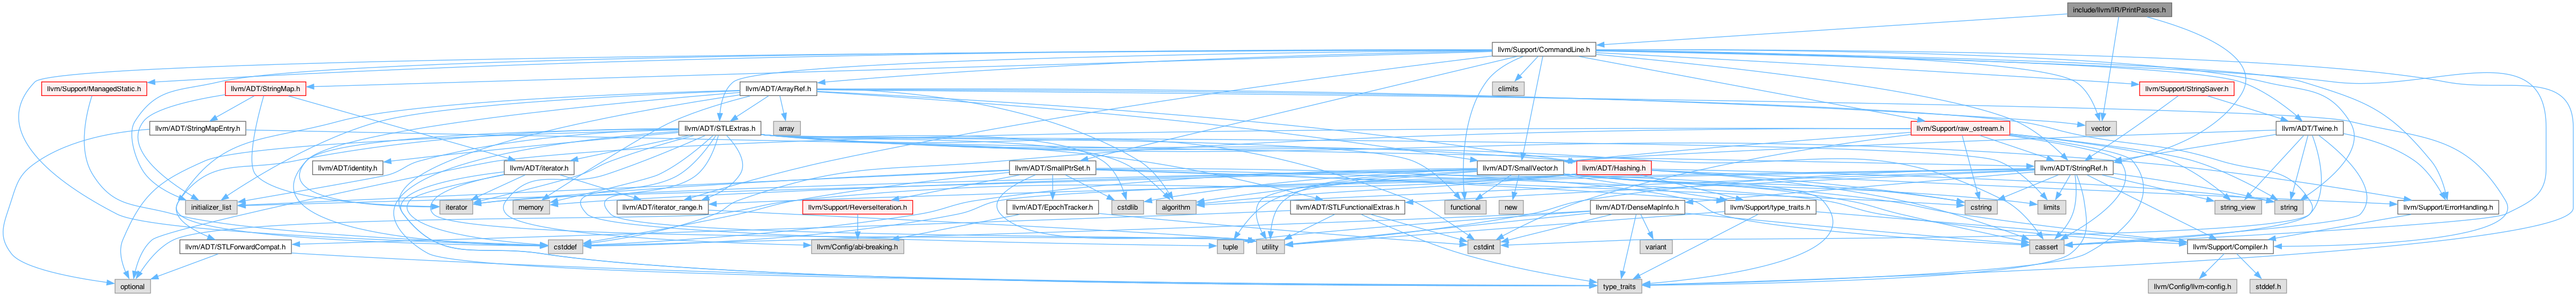 include/llvm/IR/PrintPasses.h
llvm/Support/CommandLine.h
llvm/Support/ManagedStatic.h
llvm/ADT/StringMap.h
llvm/ADT/ArrayRef.h
climits
llvm/Support/StringSaver.h
llvm/ADT/StringMapEntry.h
llvm/ADT/STLExtras.h
array
llvm/Support/raw_ostream.h
vector
llvm/ADT/Twine.h
llvm/ADT/identity.h
llvm/ADT/iterator.h
llvm/ADT/SmallPtrSet.h
llvm/ADT/SmallVector.h
llvm/ADT/Hashing.h
llvm/ADT/StringRef.h
initializer_list
iterator
memory
llvm/ADT/iterator_range.h
llvm/Support/ReverseIteration.h
llvm/ADT/EpochTracker.h
cstdlib
algorithm
llvm/ADT/STLFunctionalExtras.h
functional
new
llvm/ADT/DenseMapInfo.h
llvm/Support/type_traits.h
cstring
limits
string_view
string
llvm/Support/ErrorHandling.h
llvm/ADT/STLForwardCompat.h
cstddef
llvm/Config/abi-breaking.h
tuple
utility
cstdint
variant
cassert
llvm/Support/Compiler.h
optional
type_traits
llvm/Config/llvm-config.h
stddef.h